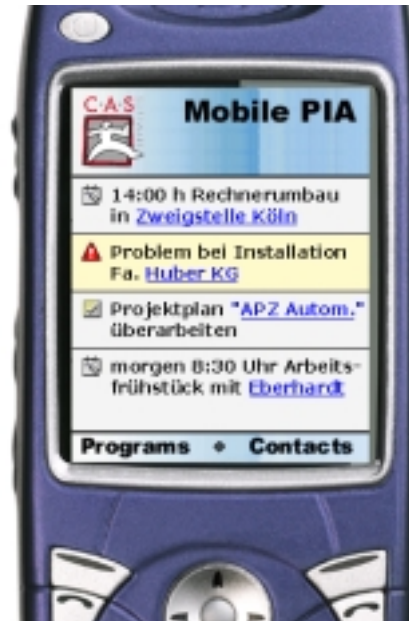 C·A·S
Mobile PIA
14:00 h Rechnerumbau
in Zweigstelle Köln
Problem bei Installation
Fa. Huber KG
Projektplan "APZ Autom."
überarbeiten
morgen 8:30 Uhr Arbeits-
frühstück mit Eberhardt
Programs
Contacts